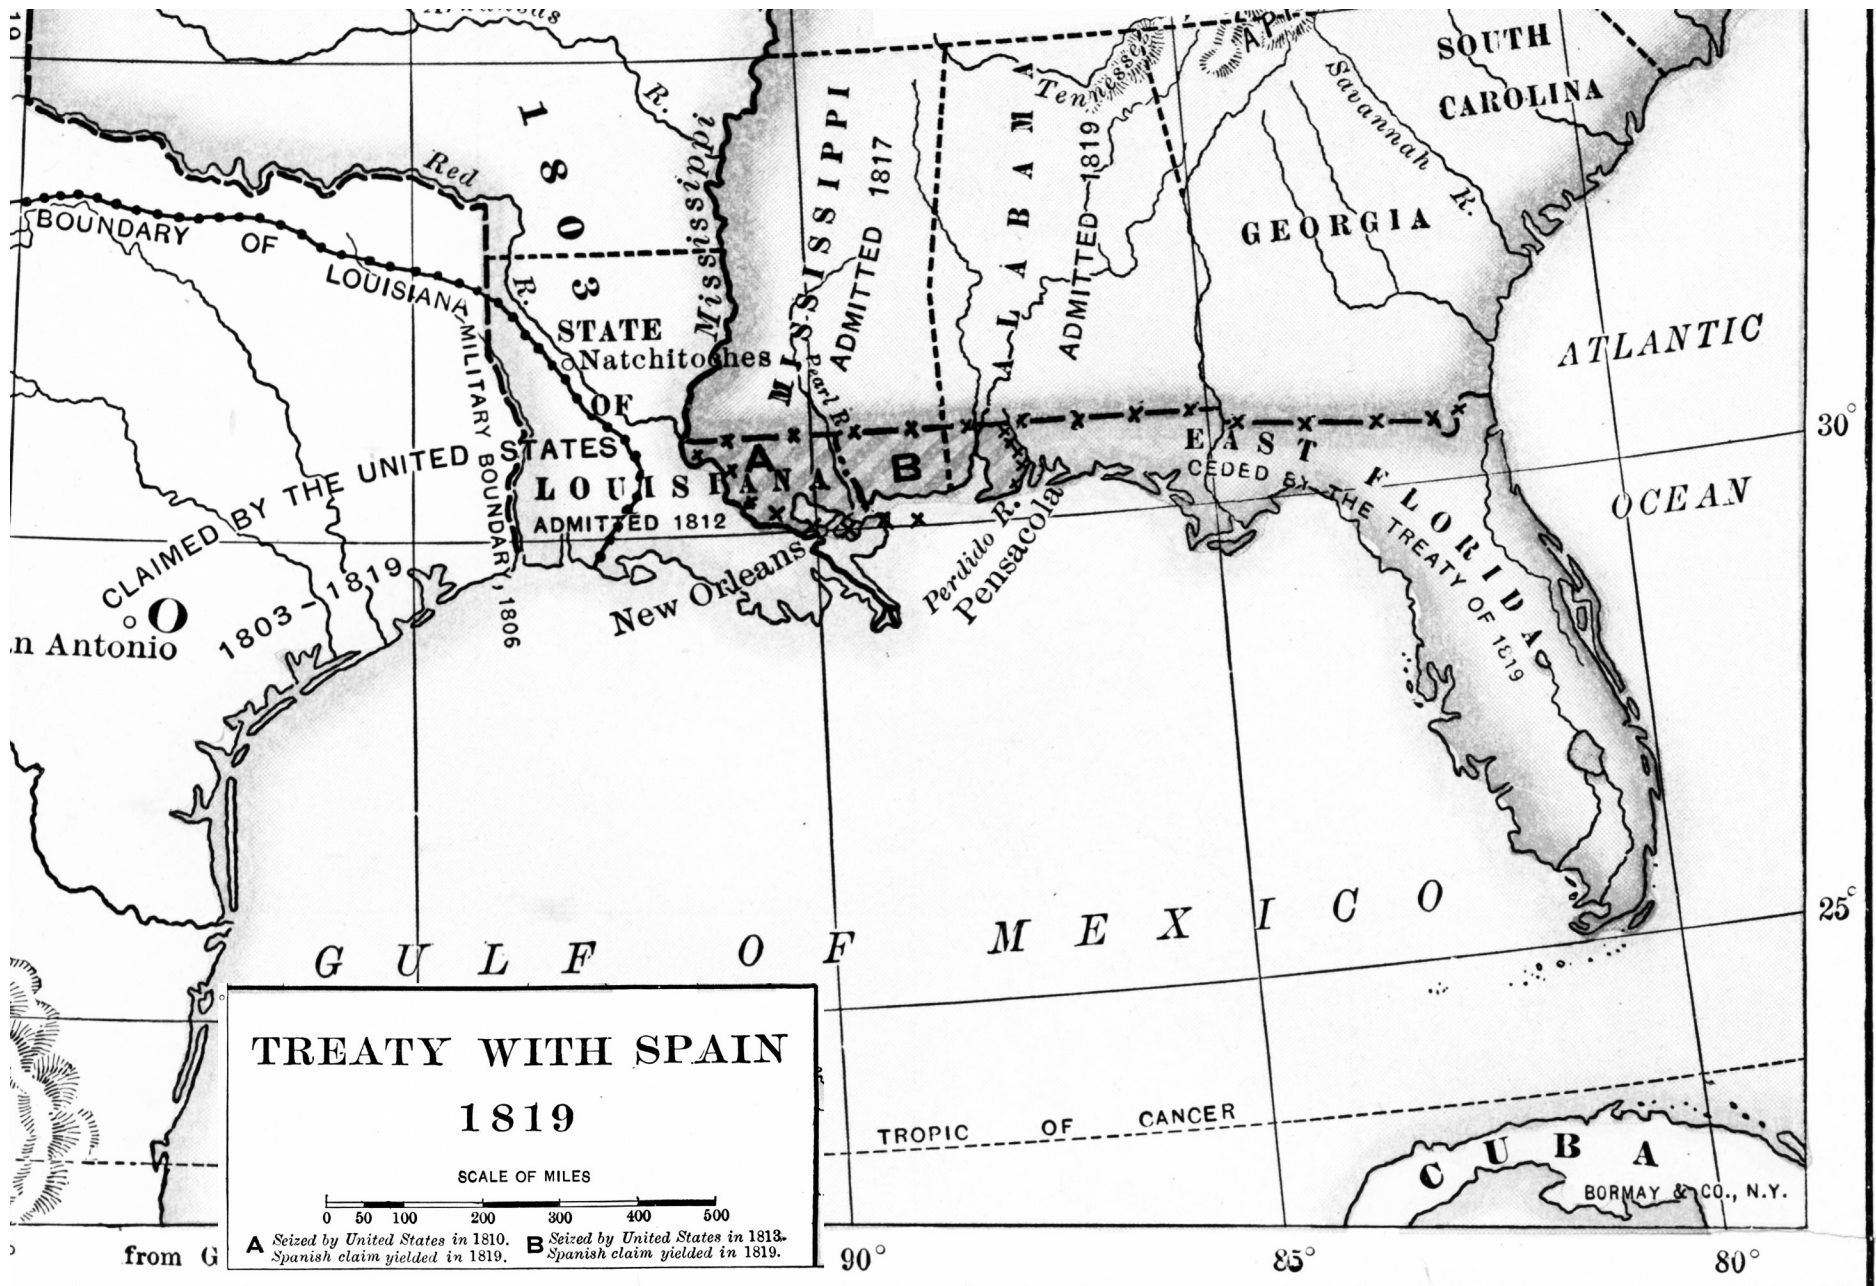 Arkansas
R.
1803
Red
R.
Mississippi
Mississippi
MISSISSIPPI
ADMITTED 1817
Pearl R.
ALABAMA
ADMITTED 1819
Tennessee
SOUTH
CAROLINA
Savannah
R.
GEORGIA
BOUNDARY OF LOUISIANA
MILITARY BOUNDARY, 1806
STATE
Natchitoches
OF
LOUISIANA
ADMITTED 1812
A
B
CLAIMED BY THE UNITED STATES
1803-1819
O
n Antonio
New Orleans
Perdido R.
Pensacola
EAST FLORIDA
CEDED BY THE TREATY OF 1819
ATLANTIC
OCEAN
30°
25°
GULF OF MEXICO
TROPIC OF CANCER
CUBA
BORMAY & CO., N.Y.
TREATY WITH SPAIN
1819
SCALE OF MILES
0 50 100 200 300 400 500
A Seized by United States in 1810.
Spanish claim yielded in 1819.
B Seized by United States in 1813.
Spanish claim yielded in 1819.
from G
90° 85° 80°